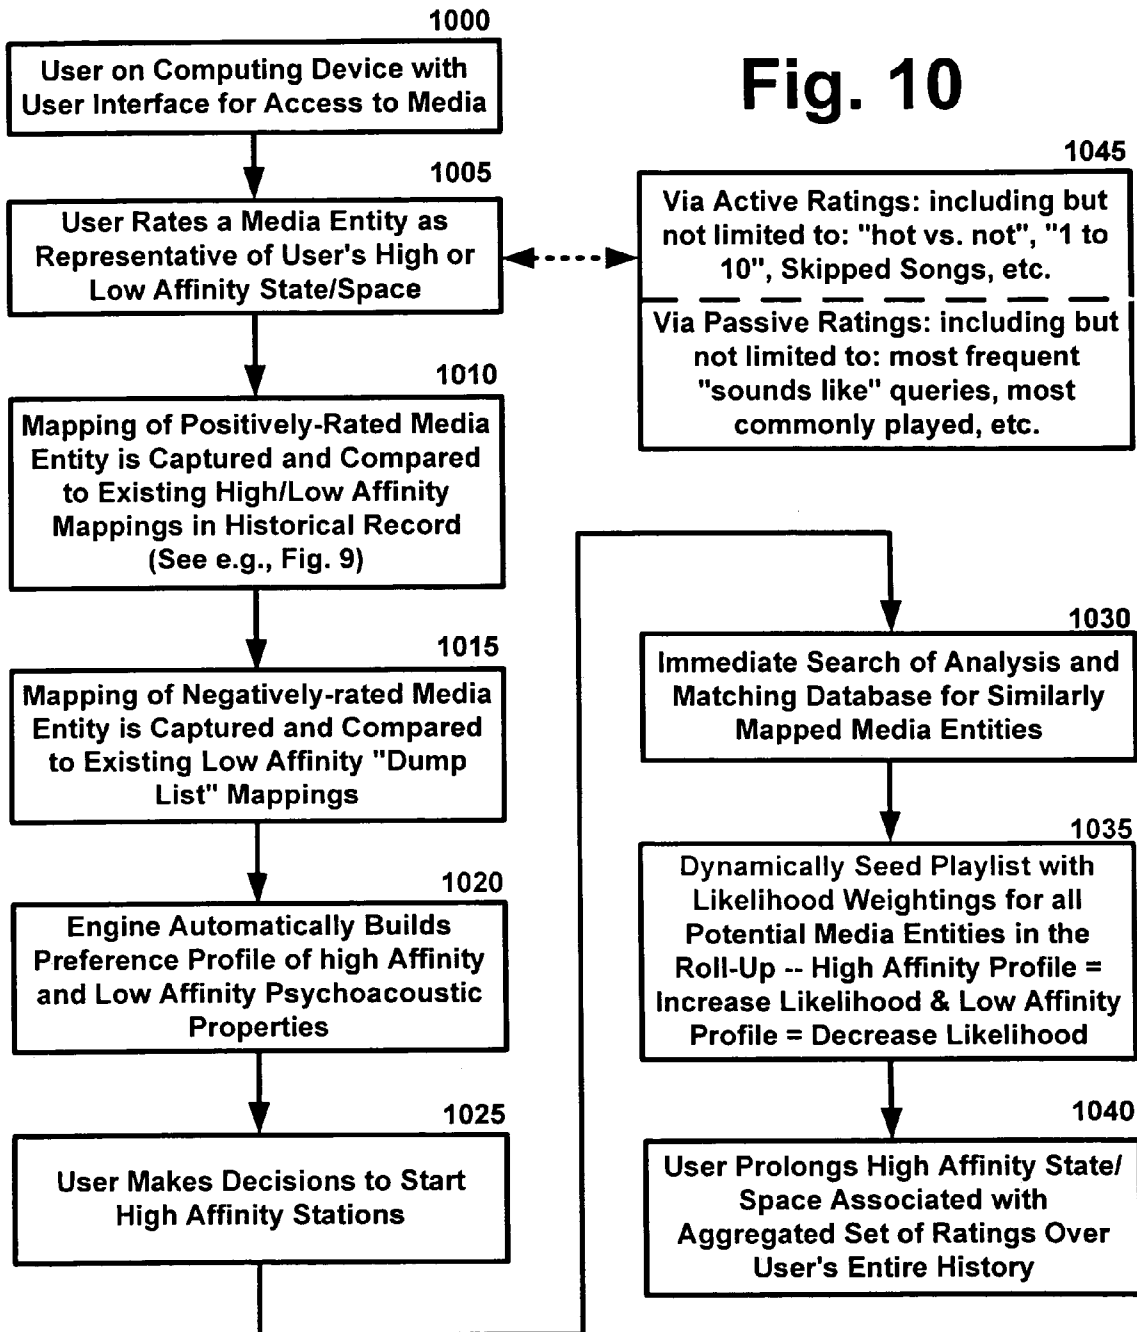 Fig. 10
1000
User on Computing Device with
User Interface for Access to Media
1005
User Rates a Media Entity as
Representative of User's High or
Low Affinity State/Space
1045
Via Active Ratings: including but
not limited to: "hot vs. not", "1 to
10", Skipped Songs, etc.
Via Passive Ratings: including but
not limited to: most frequent
"sounds like" queries, most
commonly played, etc.
1010
Mapping of Positively-Rated Media
Entity is Captured and Compared
to Existing High/Low Affinity
Mappings in Historical Record
(See e.g., Fig. 9)
1015
Mapping of Negatively-rated Media
Entity is Captured and Compared
to Existing Low Affinity "Dump
List" Mappings
1020
Engine Automatically Builds
Preference Profile of high Affinity
and Low Affinity Psychoacoustic
Properties
1025
User Makes Decisions to Start
High Affinity Stations
1030
Immediate Search of Analysis and
Matching Database for Similarly
Mapped Media Entities
1035
Dynamically Seed Playlist with
Likelihood Weightings for all
Potential Media Entities in the
Roll-Up -- High Affinity Profile =
Increase Likelihood & Low Affinity
Profile = Decrease Likelihood
1040
User Prolongs High Affinity State/
Space Associated with
Aggregated Set of Ratings Over
User's Entire History